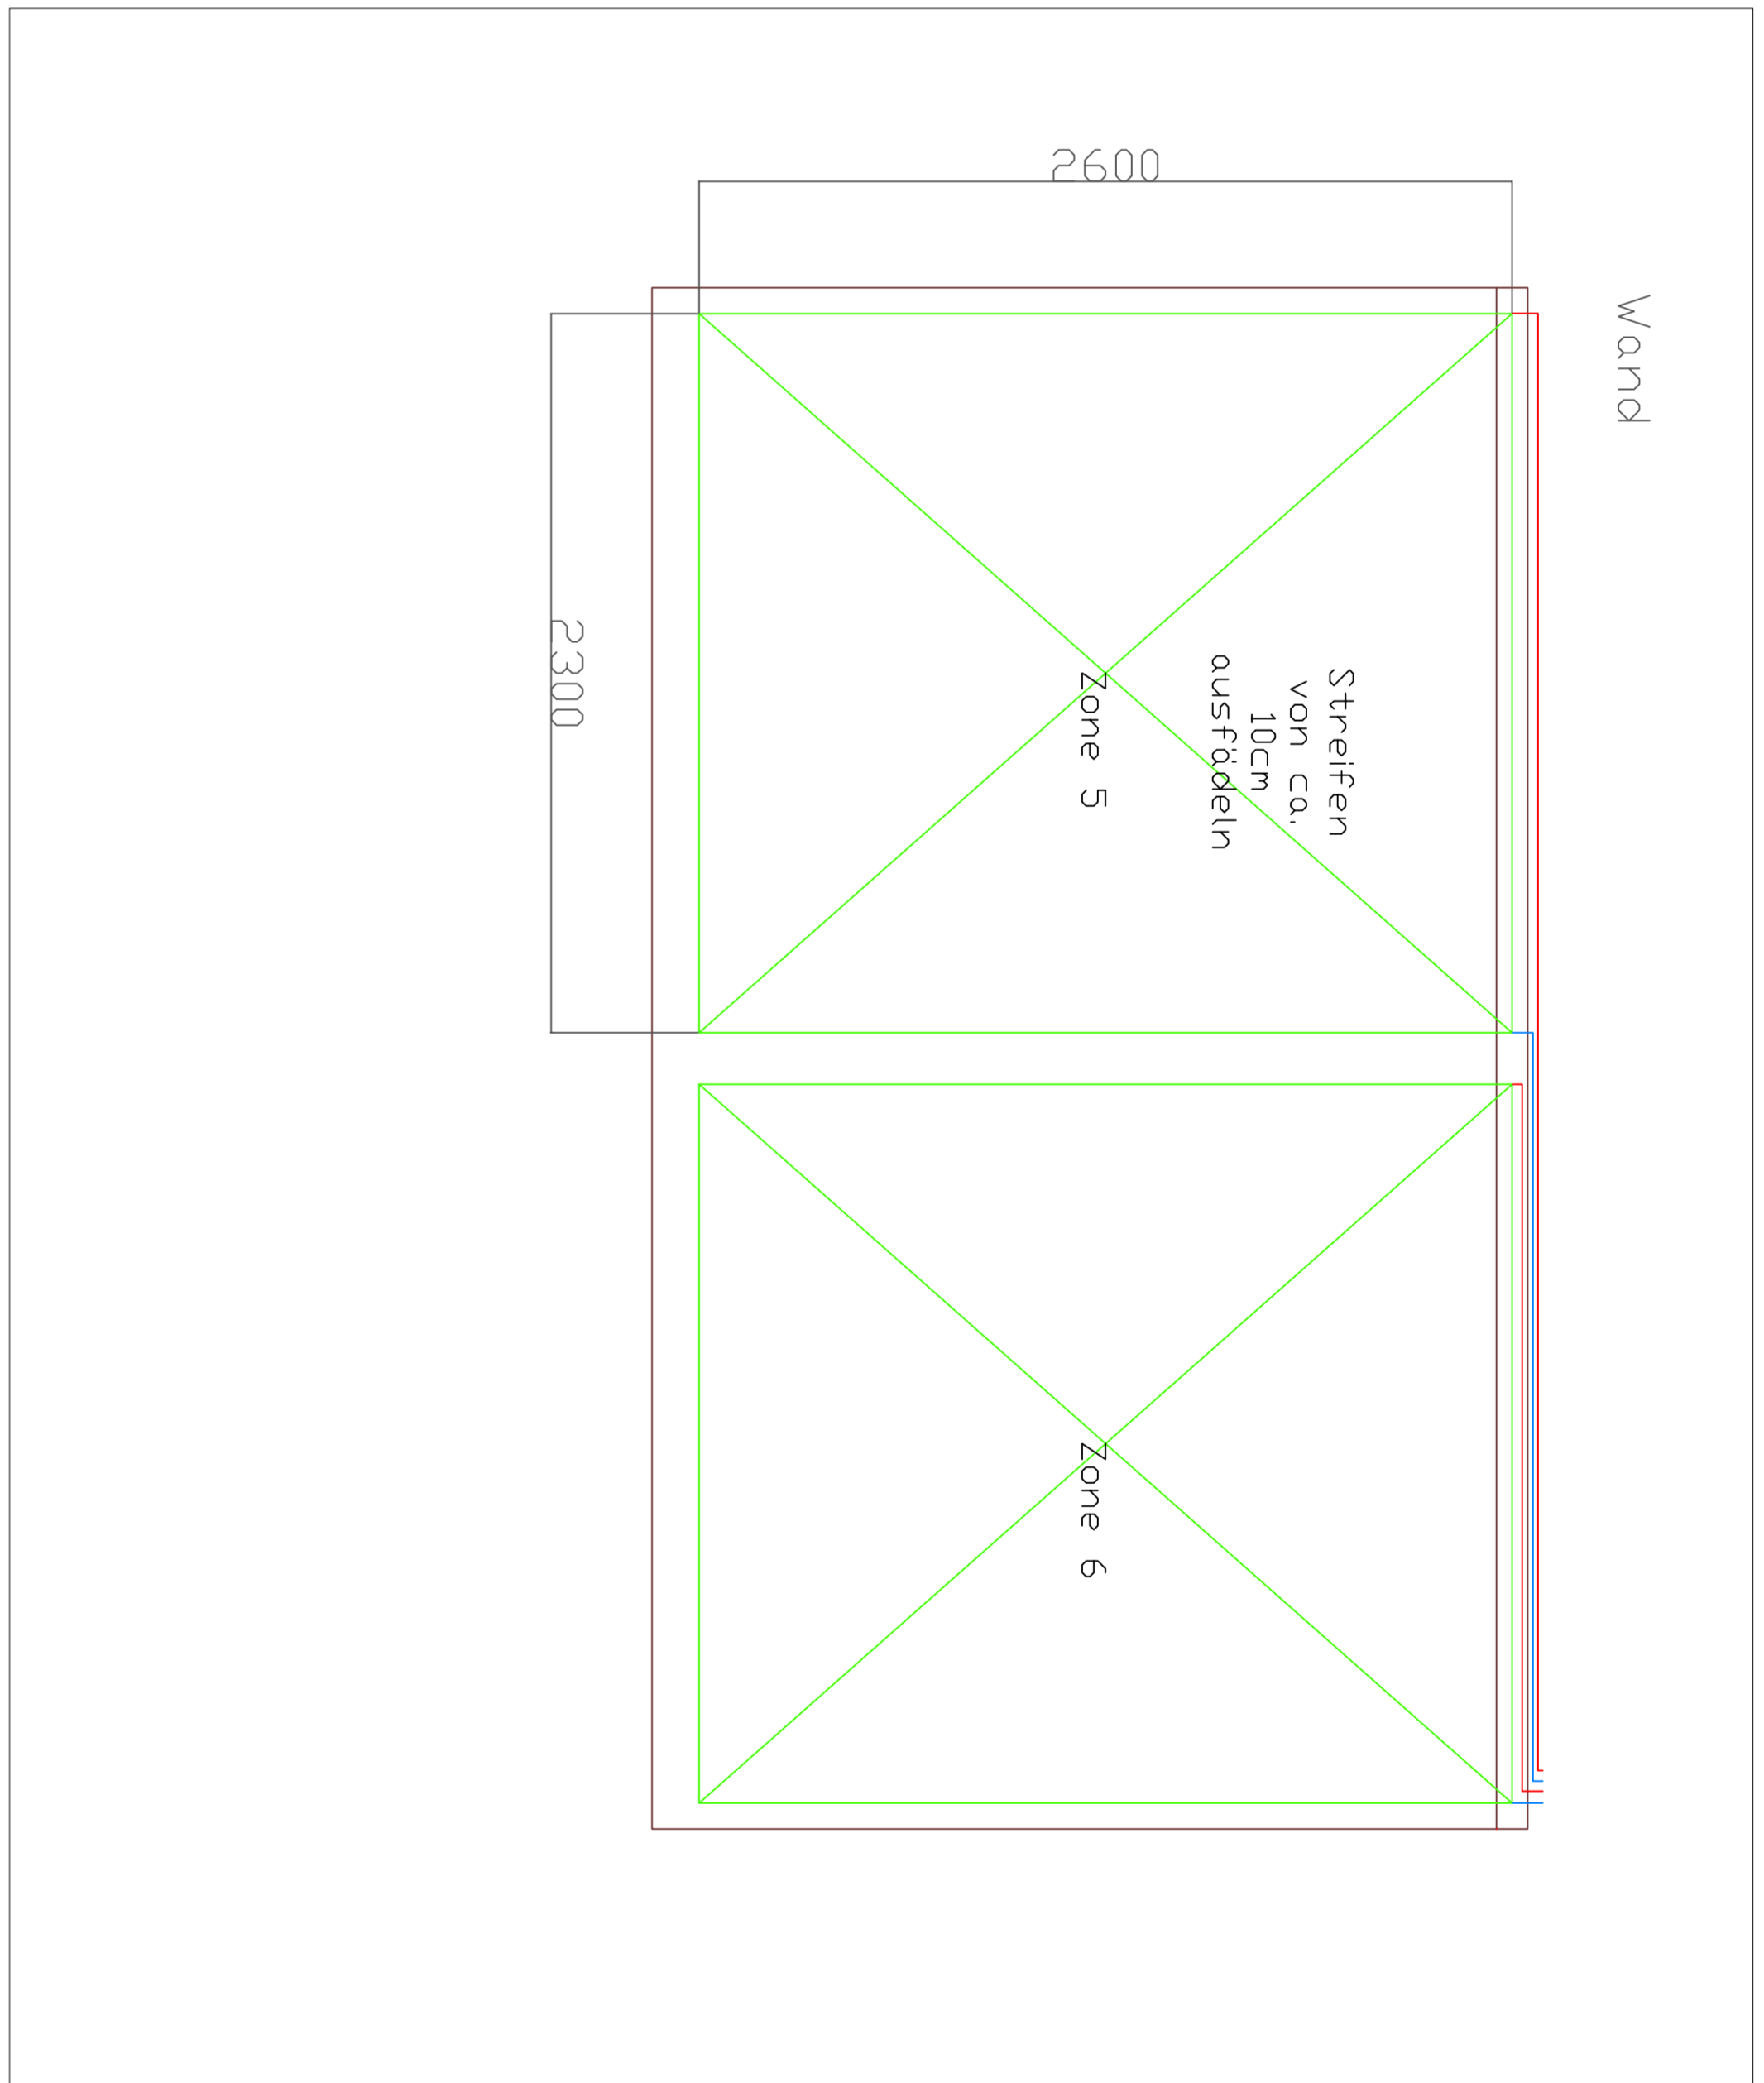 2600
Wand
2300
Streifen
von ca.
10cm
ausfädeln
Zone 5
Zone 6